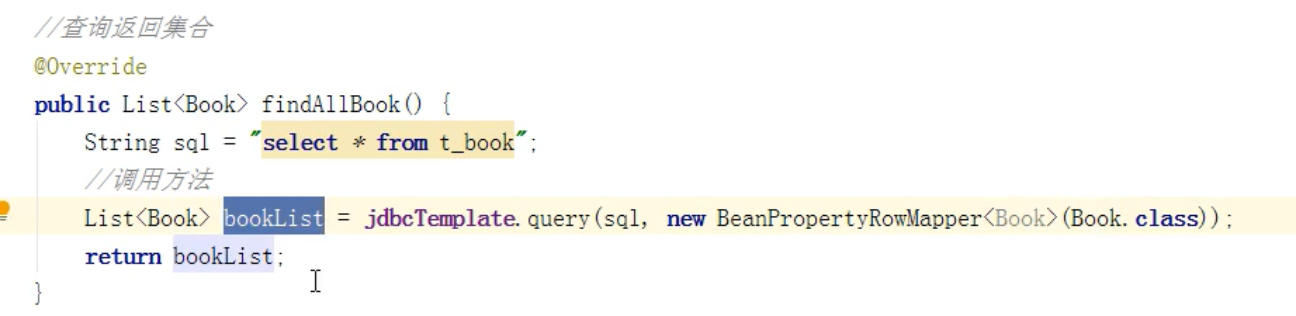 //查询返回集合
@Override
public List<Book> findAllBook() {
String sql = "select * from t_book";
//调用方法
List<Book> bookList = jdbcTemplate.query(sql, new BeanPropertyRowMapper<Book>(Book.class));
return bookList;
}